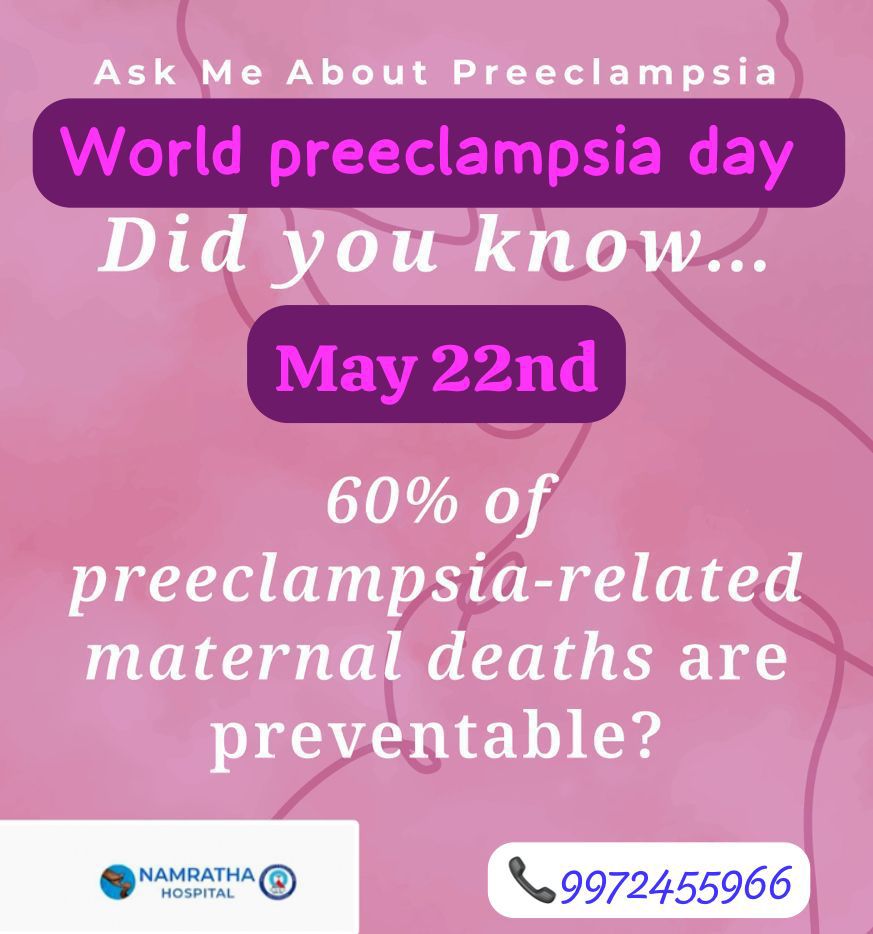 Ask Me About Preeclampsia
World preeclampsia day
Did you know...
May 22nd
60% of
preeclampsia-related
maternal deaths are
preventable?
NAMRATHA
HOSPITAL
9972455966